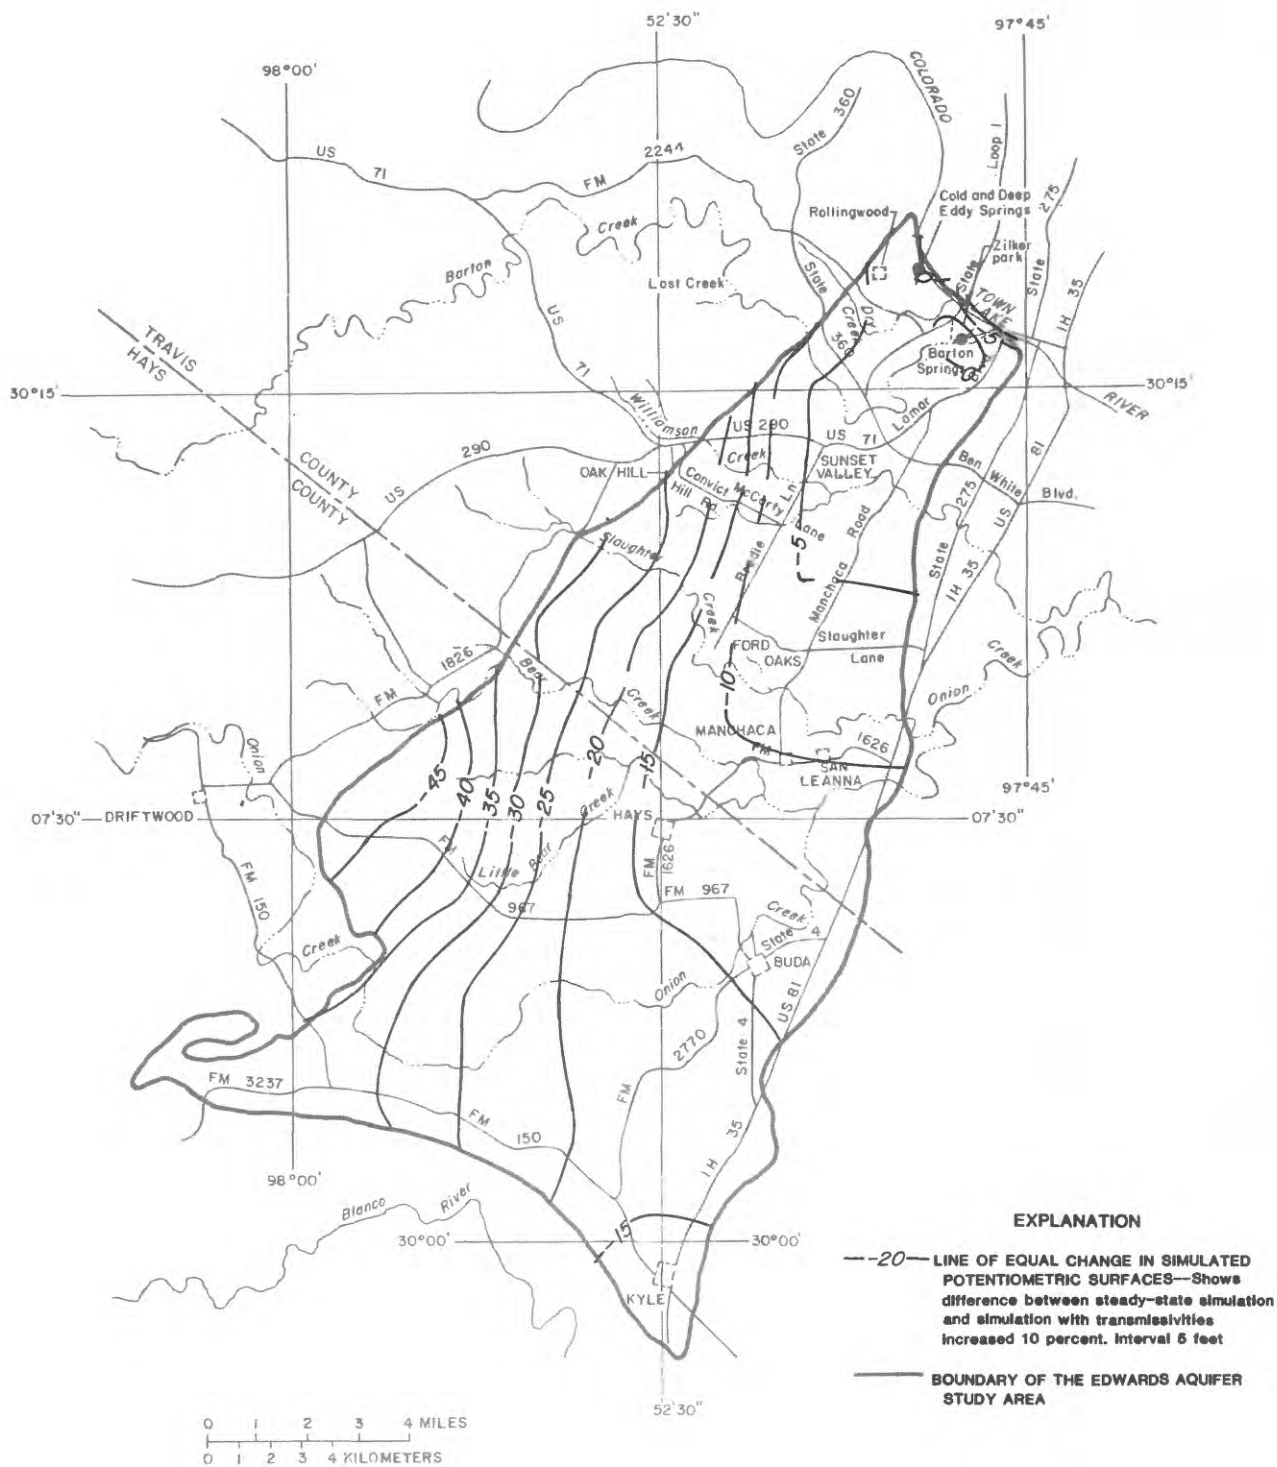 52'30"
97°45'
98°00'
COLORADO
State 360
Loop 1
US 71
2244
FM
275
Cold and Deep
Eddy Springs
Rollingwood
Creek
Zilker
park
State
State
Barton
Lost Creek
State
IH 35
TOWN
LAKE
Dry
Creek
US
360
0
-5
Barton
Springs
-5
TRAVIS
HAYS
71
30°15'
30°15'
RIVER
Williamson
US 290
US 71
Lamar
Blvd
81
290
Creek
SUNSET
VALLEY
Ben White Blvd.
COUNTY
COUNTY
OAK HILL
Convict
Hill Rd
McCarty Ln
Lane
US
275
US
Road
-5
Slaughter
Brodie
Manchaca
State
IH 35
Creek
FORD
OAKS
Slaughter
Lane
Creek
1826
FM
Bear
Creek
-10
Onion
MANCHACA
FM
1626
SAN
LEANNA
Onion
-20
-15
-45
-40
-35
-30
-25
97°45'
Creek
HAYS
07'30"
DRIFTWOOD
07'30"
FM
Little Bear
FM
1626
FM 150
967
FM 967
Creek
State 4
Creek
BUDA
Onion
US 81
2770
State 4
FM 3237
FM
FM
150
IH 35
98°00'
Blanco
River
-15
30°00'
30°00'
KYLE
EXPLANATION
-20 LINE OF EQUAL CHANGE IN SIMULATED
POTENTIOMETRIC SURFACES--Shows
difference between steady-state simulation
and simulation with transmissivities
increased 10 percent. Interval 5 feet
BOUNDARY OF THE EDWARDS AQUIFER
STUDY AREA
52'30"
0 1 2 3 4 MILES
0 1 2 3 4 KILOMETERS